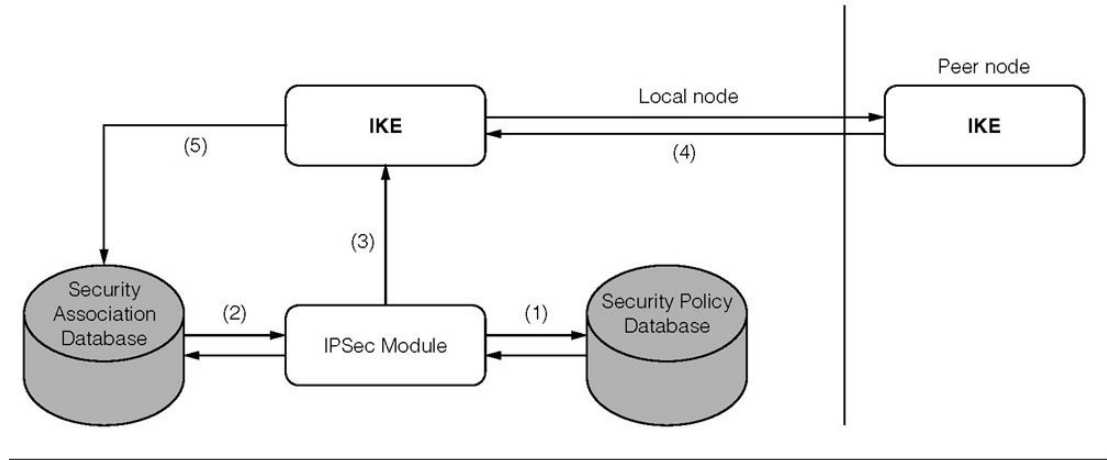 Peer node
Local node
IKE
IKE
(5)
(4)
(3)
Security
Association
Database
(2)
IPSec Module
(1)
Security Policy
Database